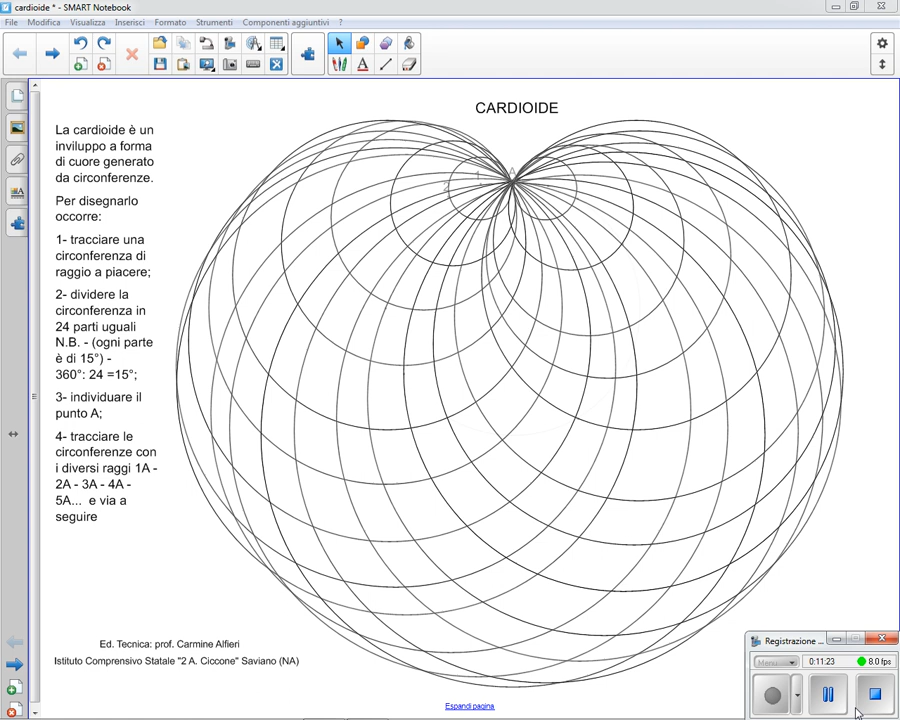 cardioide * - SMART Notebook
File Modifica Visualizza Inserisci Formato Strumenti Componenti aggiuntivi ?
CARDIOIDE
La cardioide è un
inviluppo a forma
di cuore generato
da circonferenze.
Per disegnarlo
occorre:
1- tracciare una
circonferenza di
raggio a piacere;
2- dividere la
circonferenza in
24 parti uguali
N.B. - (ogni parte
è di 15°) -
360°: 24 =15°;
3- individuare il
punto A;
4- tracciare le
circonferenze con
i diversi raggi 1A -
2A - 3A - 4A -
5A... e via a
seguire
A
1
2
Ed. Tecnica: prof. Carmine Alfieri
Istituto Comprensivo Statale "2 A. Ciccone" Saviano (NA)
Espandi pagina
Registrazione ...
Menu 0:11:23 8.0 fps